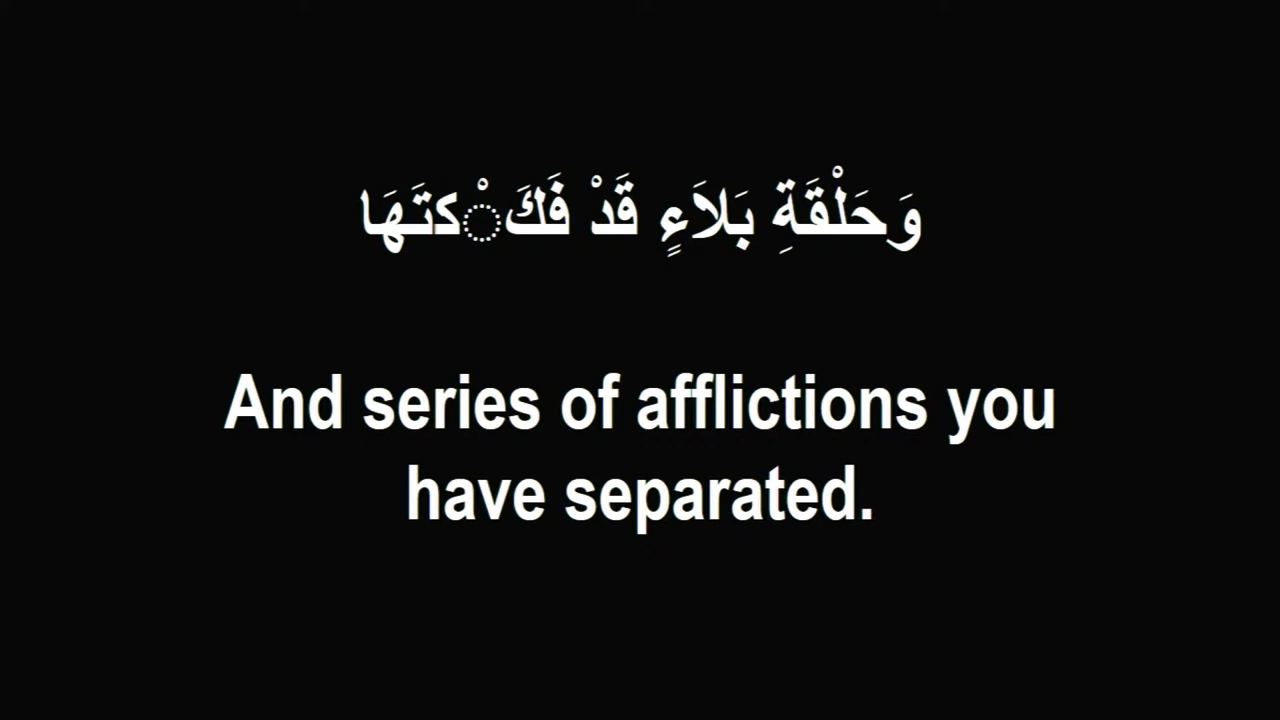 وَحَلْقَةِ بَلاَءٍ قَدْ فَكَ ْكتَهَا
And series of afflictions you
have separated.